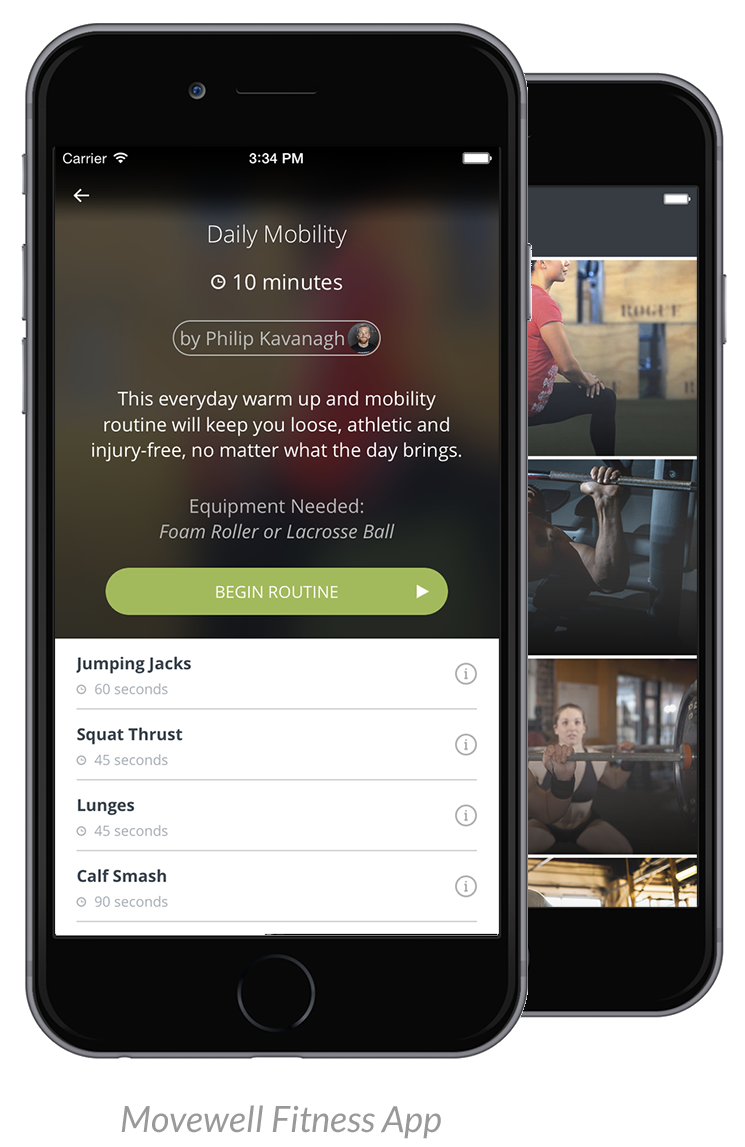 Carrier
3:34 PM
Daily Mobility
10 minutes
by Philip Kavanagh
This everyday warm up and mobility
routine will keep you loose, athletic and
injury-free, no matter what the day brings.
Equipment Needed:
Foam Roller or Lacrosse Ball
BEGIN ROUTINE
Jumping Jacks
60 seconds
Squat Thrust
45 seconds
Lunges
45 seconds
Calf Smash
90 seconds
ROGUE
Movewell Fitness App